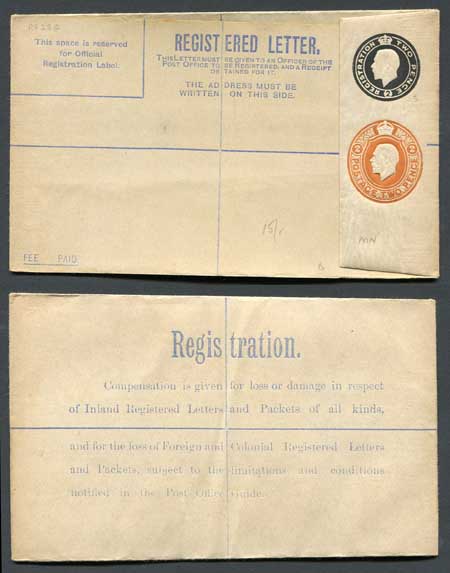 This space is reserved
for Official
Registration Label.
REGISTERED LETTER.
THIS LETTER MUST BE GIVEN TO AN OFFICER OF THE
POST OFFICE TO BE REGISTERED, AND A RECEIPT
OBTAINED FOR IT.
THE ADDRESS MUST BE
WRITTEN ON THIS SIDE.
REGISTRATION TWO PENCE
15/-
MN
FEE PAID
Registration.
Compensation is given for loss or damage in respect
of Inland Registered Letters and Packets of all kinds,
and for the loss of Foreign and Colonial Registered Letters
and Packets, subject to the limitations and conditions
notified in the Post Office Guide.